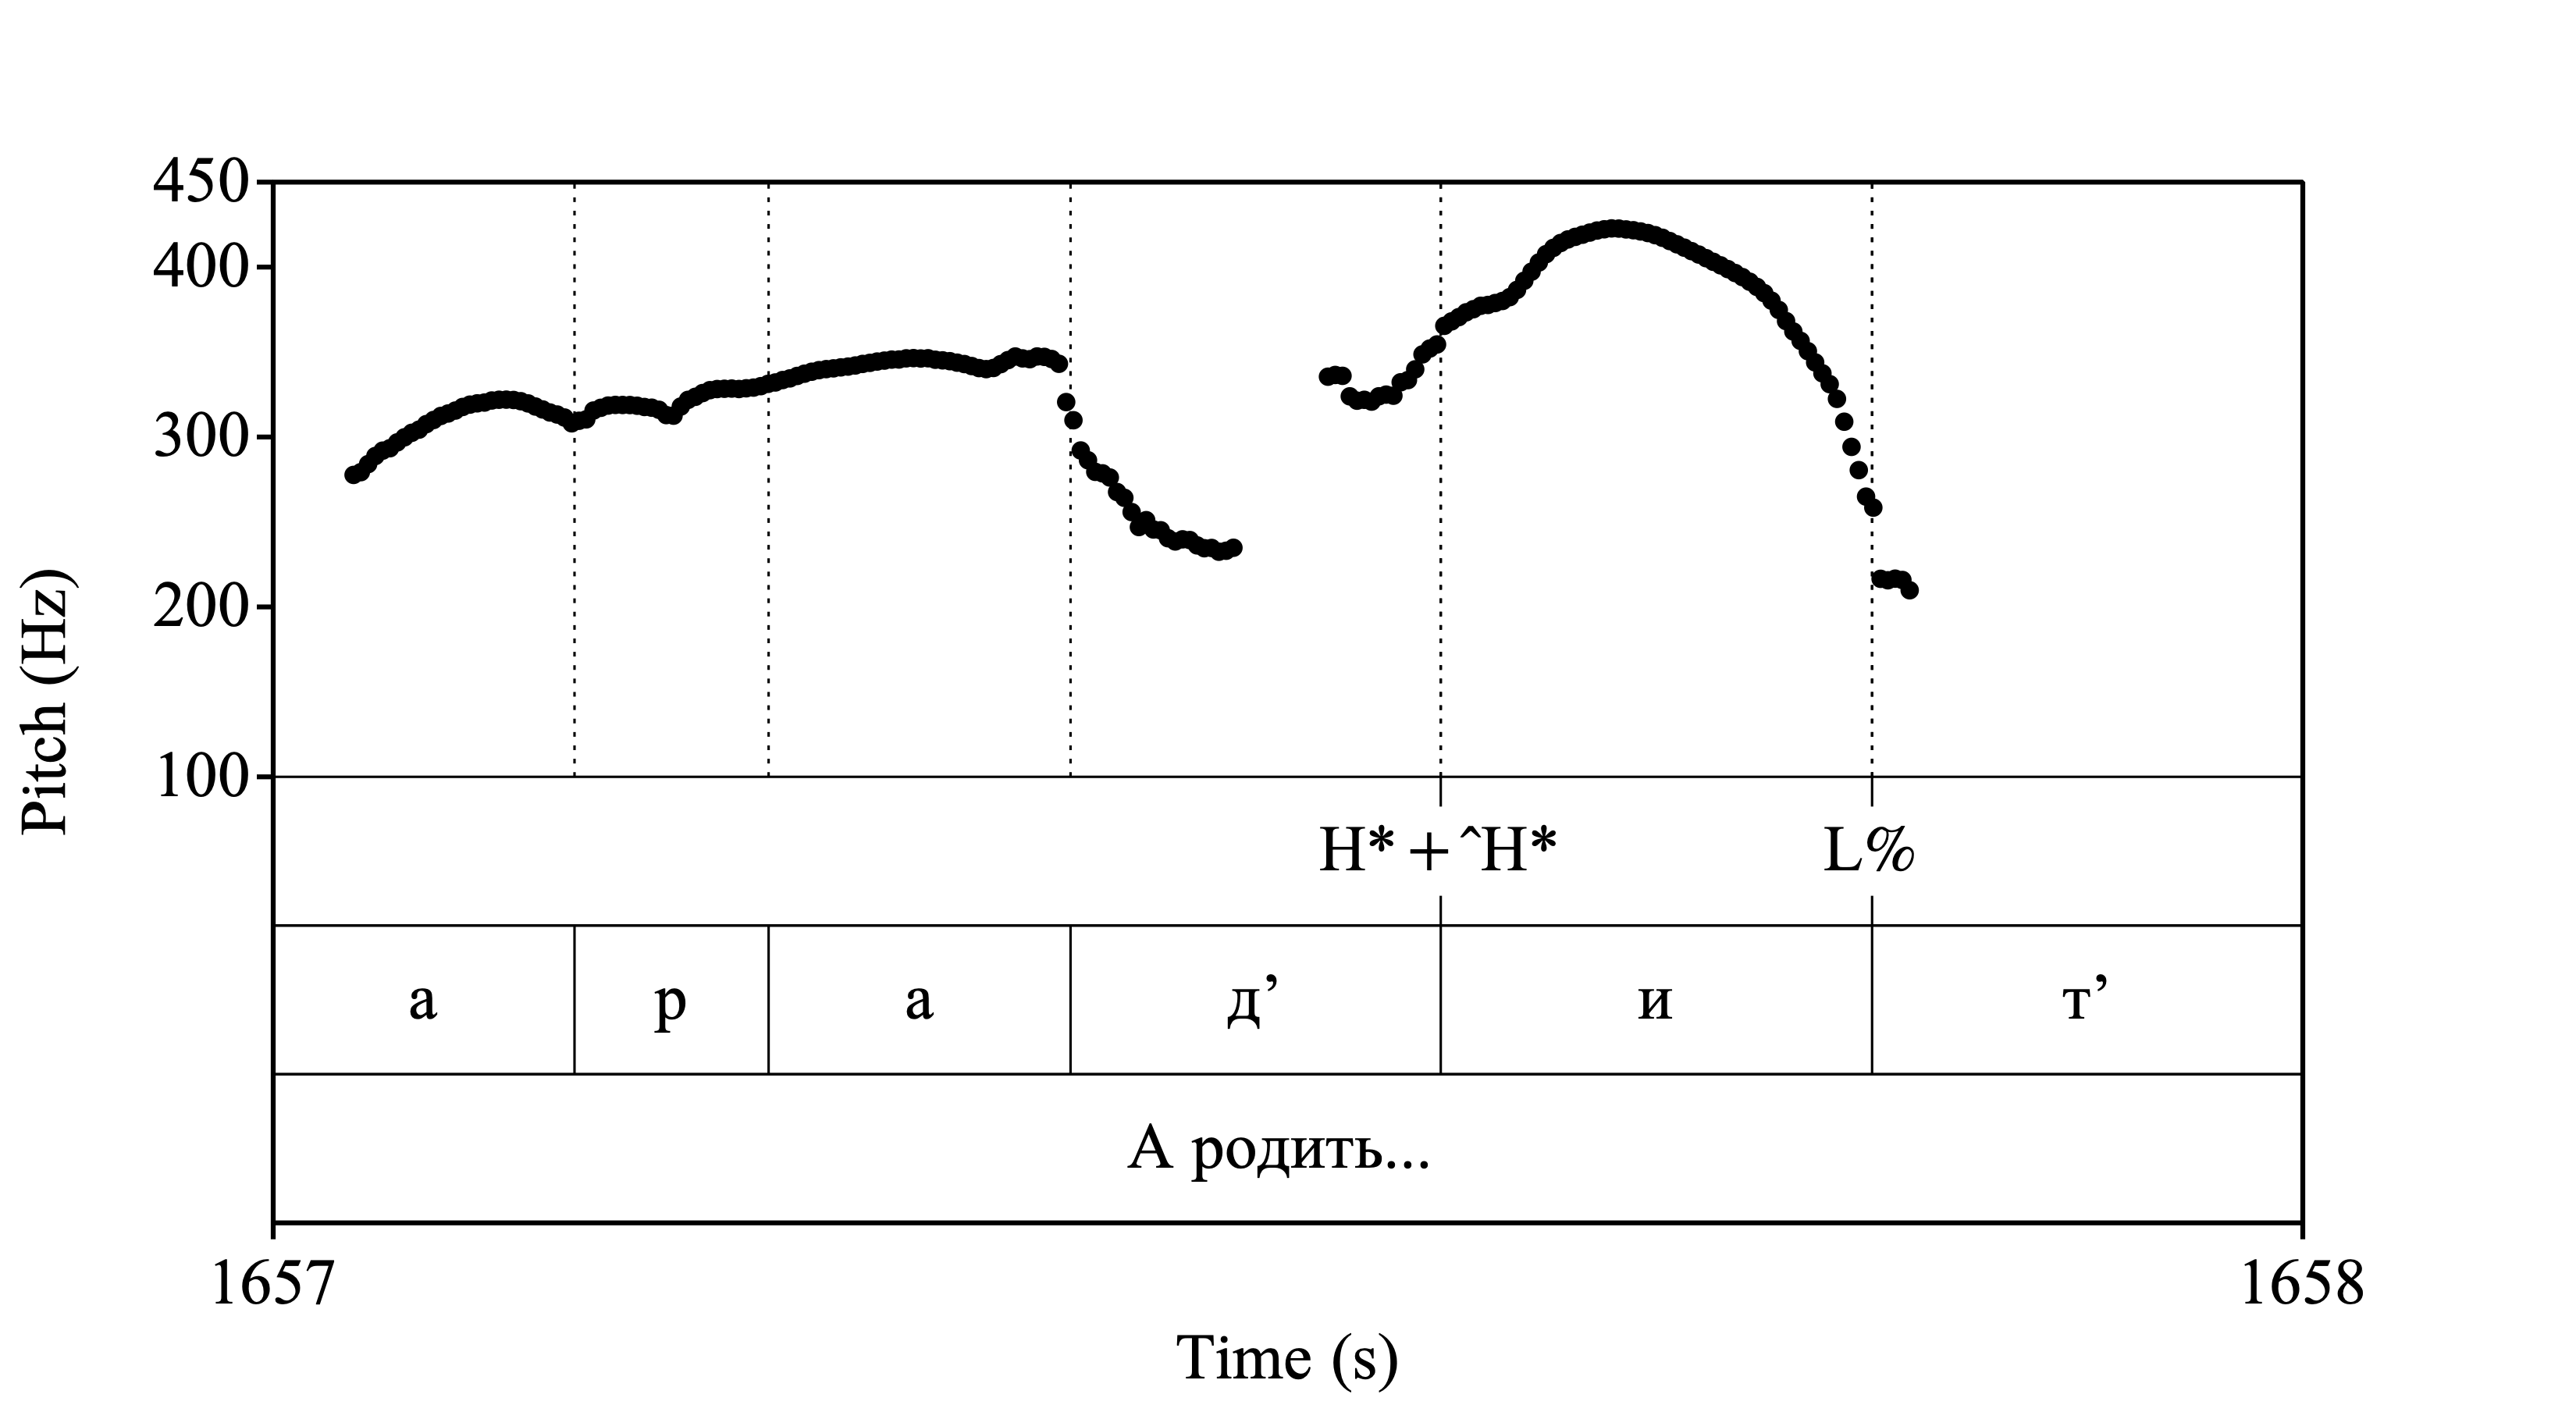 450
400
300
200
100
Pitch (Hz)
H* + ˆH* L%
а р а д’ и т’
А родить...
1657 1658
Time (s)